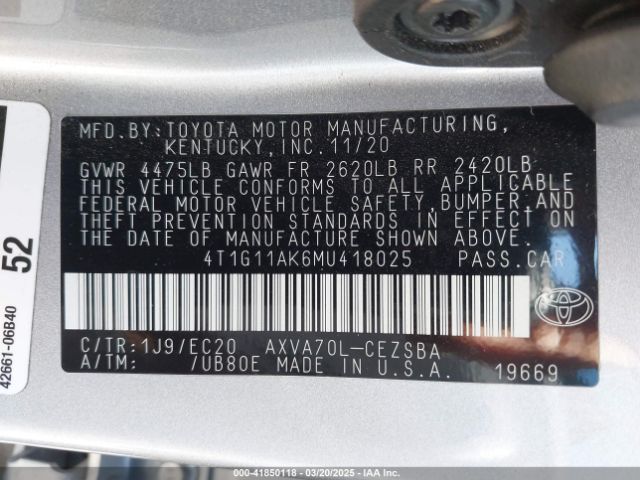 MFD.BY:TOYOTA MOTOR MANUFACTURING,
KENTUCKY,INC.11/20
GVWR 4475LB GAWR FR 2620LB RR 2420LB
THIS VEHICLE CONFORMS TO ALL APPLICABLE
FEDERAL MOTOR VEHICLE SAFETY,BUMPER,AND
THEFT PREVENTION STANDARDS IN EFFECT ON
THE DATE OF MANUFACTURE SHOWN ABOVE.
4T1G11AK6MU418025 PASS.CAR
C/TR:1J9/EC20 AXVA70L-CEZSBA
A/TM: /UB80E MADE IN U.S.A. 19669
52
42661-06B40
000-41850118 — 03/20/2025 — IAA Inc.